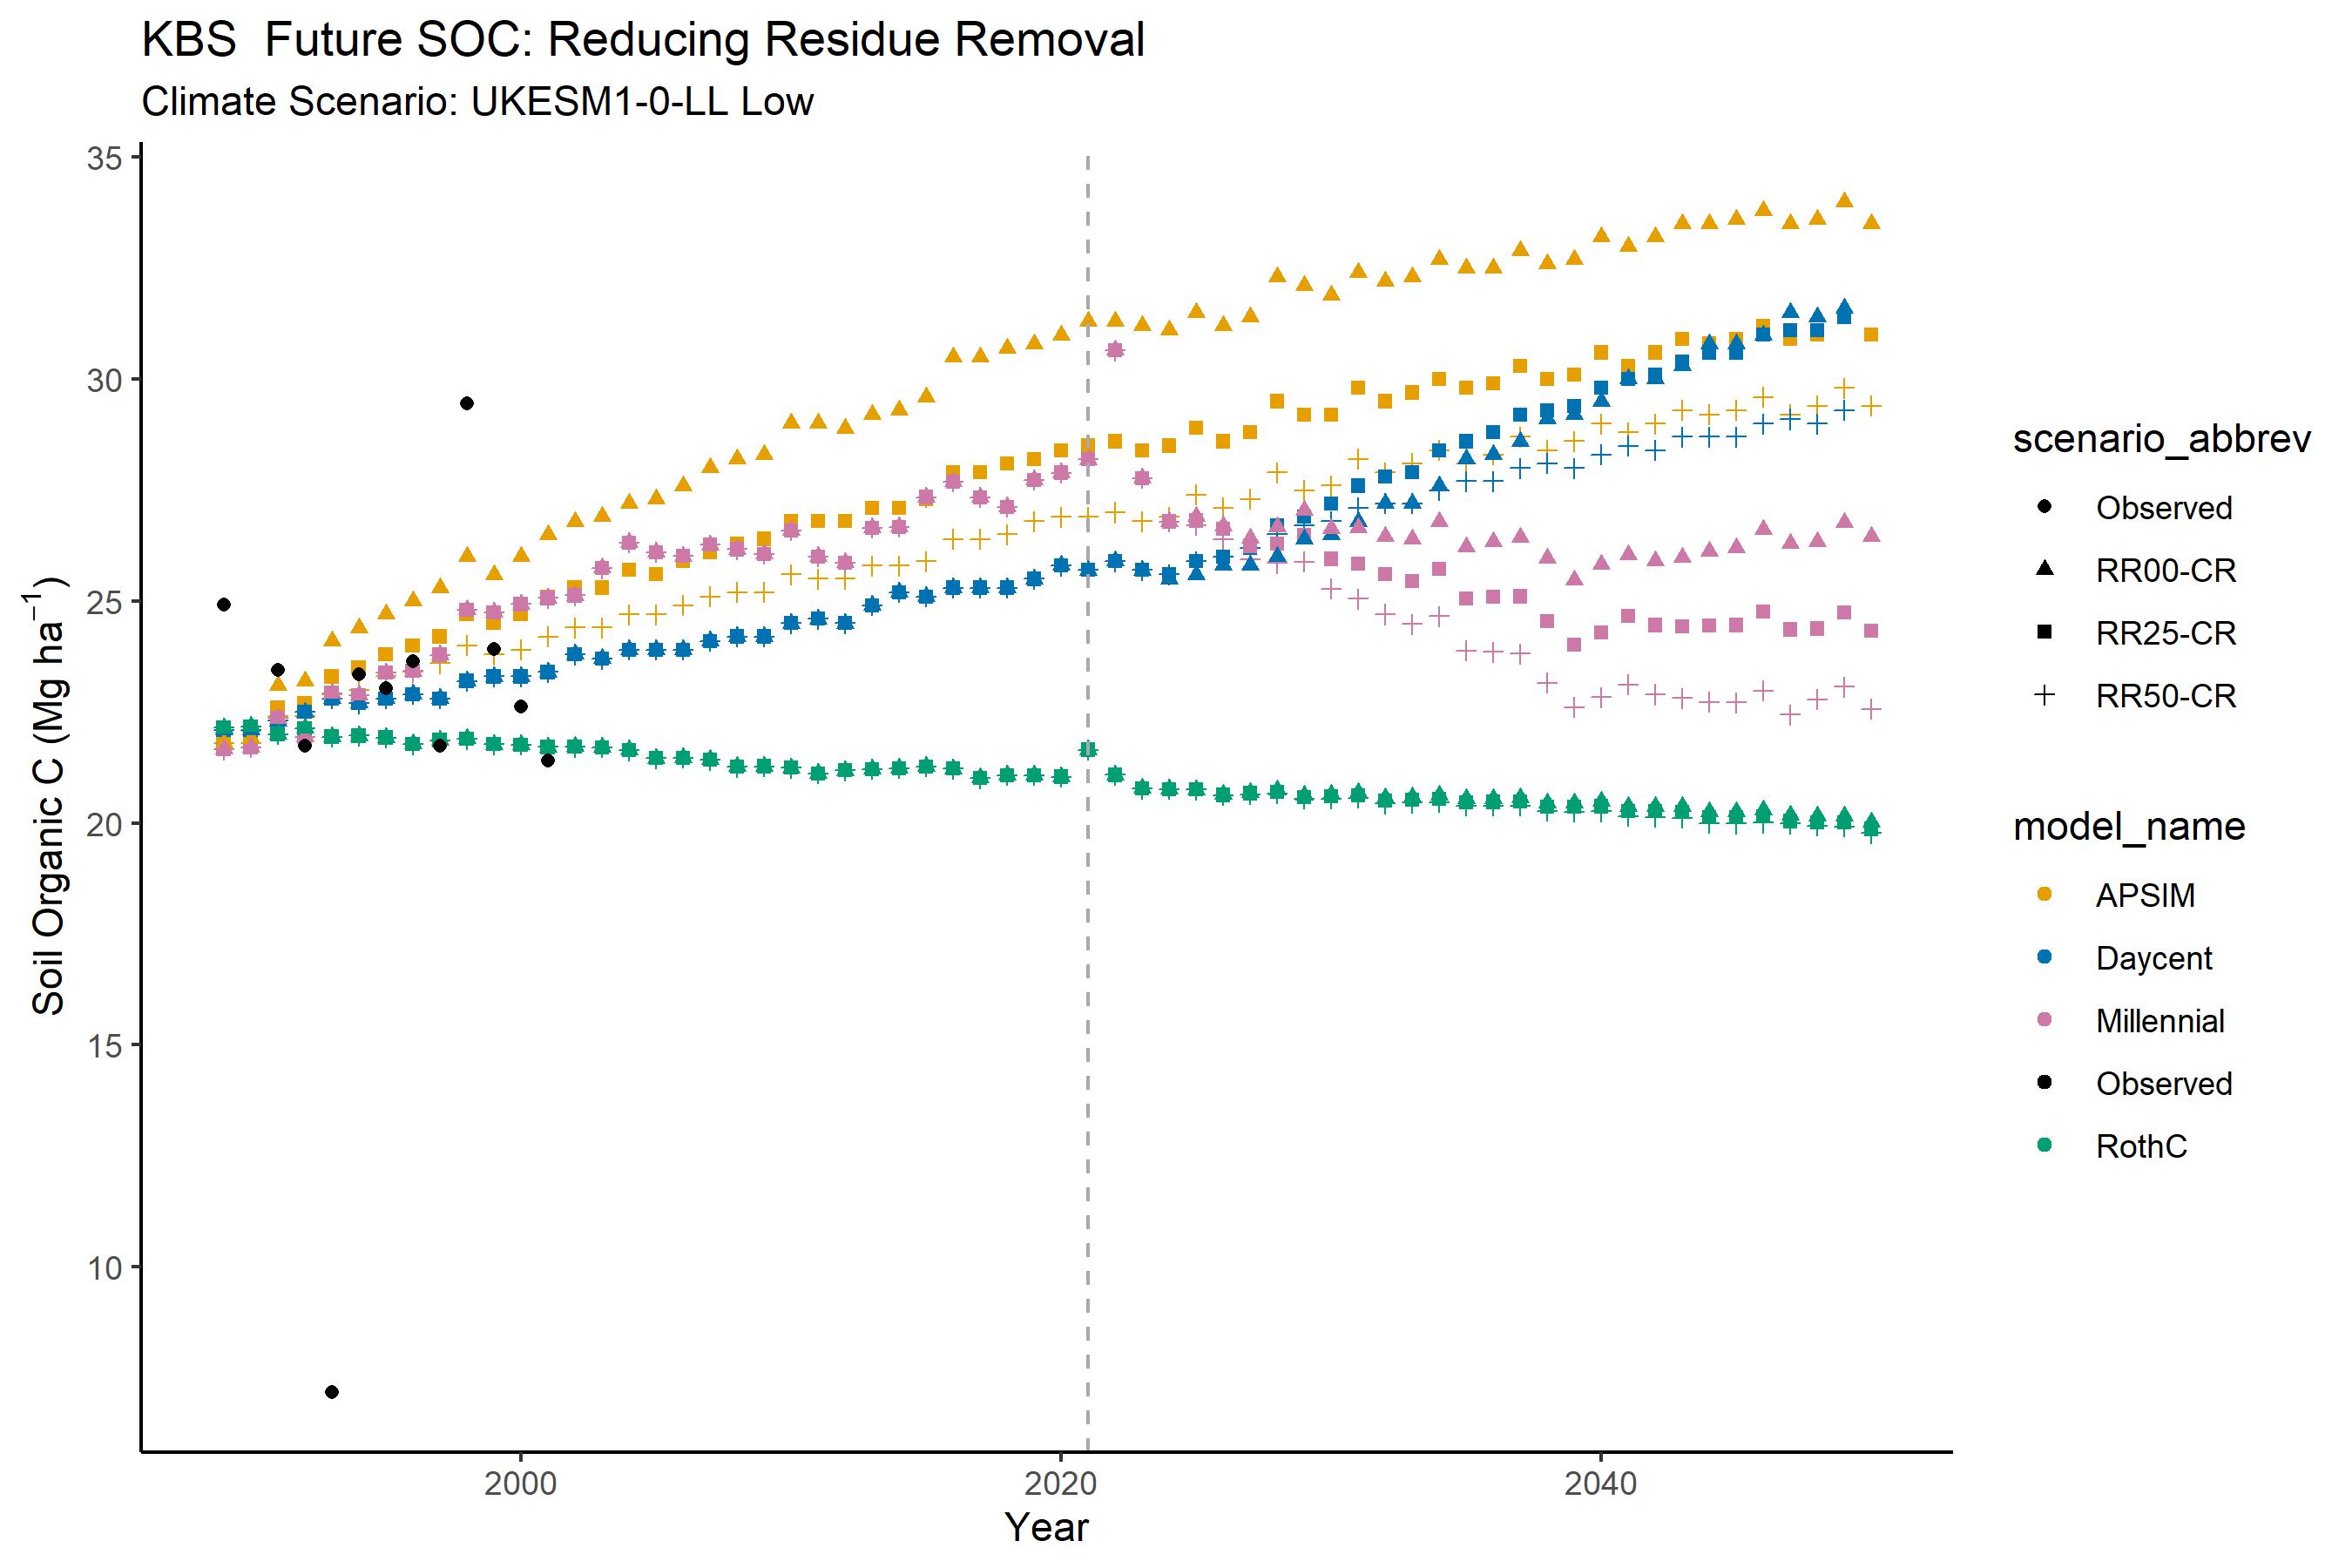 KBS  Future SOC: Reducing Residue Removal
Climate Scenario: UKESM1-0-LL Low
35
30
25
20
15
10
Soil Organic C (Mg ha⁻¹)
2000
2020
2040
Year
scenario_abbrev
Observed
RR00-CR
RR25-CR
RR50-CR
model_name
APSIM
Daycent
Millennial
Observed
RothC